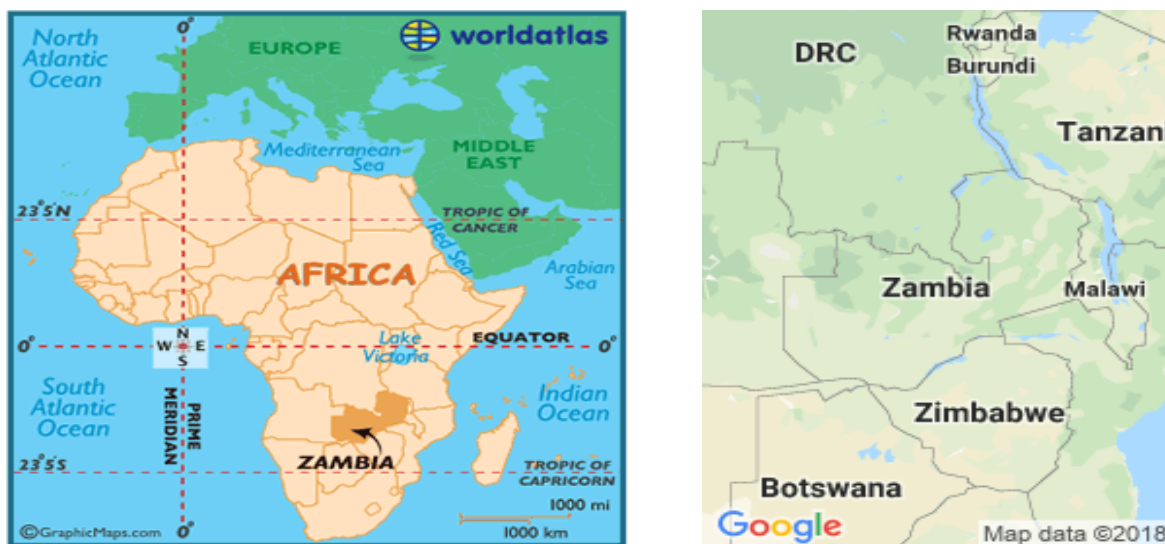 0°
North
Atlantic
Ocean
EUROPE
worldatlas
Mediterranean
Sea
MIDDLE
EAST
23°5'N
TROPIC OF
CANCER
Red Sea
AFRICA
Arabian
Sea
N
W E
S
Lake
Victoria
EQUATOR
0°
South
Atlantic
Ocean
PRIME
MERIDIAN
Indian
Ocean
ZAMBIA
23°5'S
TROPIC OF
CAPRICORN
1000 mi
1000 km
©GraphicMaps.com
0°
DRC
Rwanda
Burundi
Tanzan
Zambia
Malawi
Zimbabwe
Botswana
Google
Map data ©2018